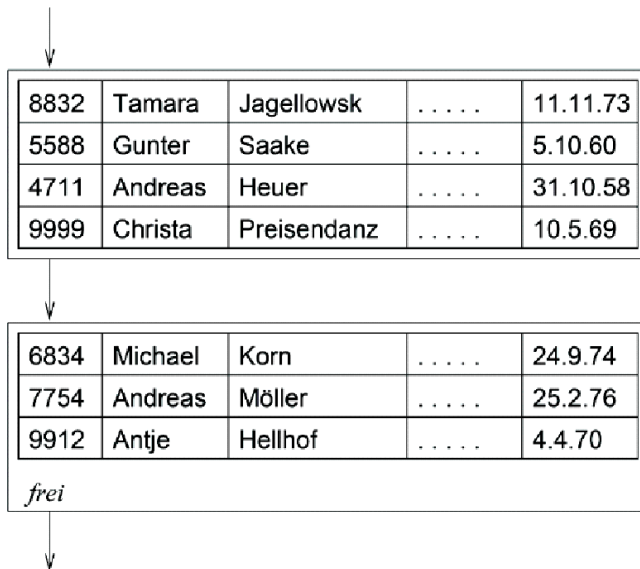 8832 Tamara Jagellowsk ..... 11.11.73
5588 Gunter Saake ..... 5.10.60
4711 Andreas Heuer ..... 31.10.58
9999 Christa Preisendanz ..... 10.5.69
6834 Michael Korn ..... 24.9.74
7754 Andreas Möller ..... 25.2.76
9912 Antje Hellhof ..... 4.4.70
frei